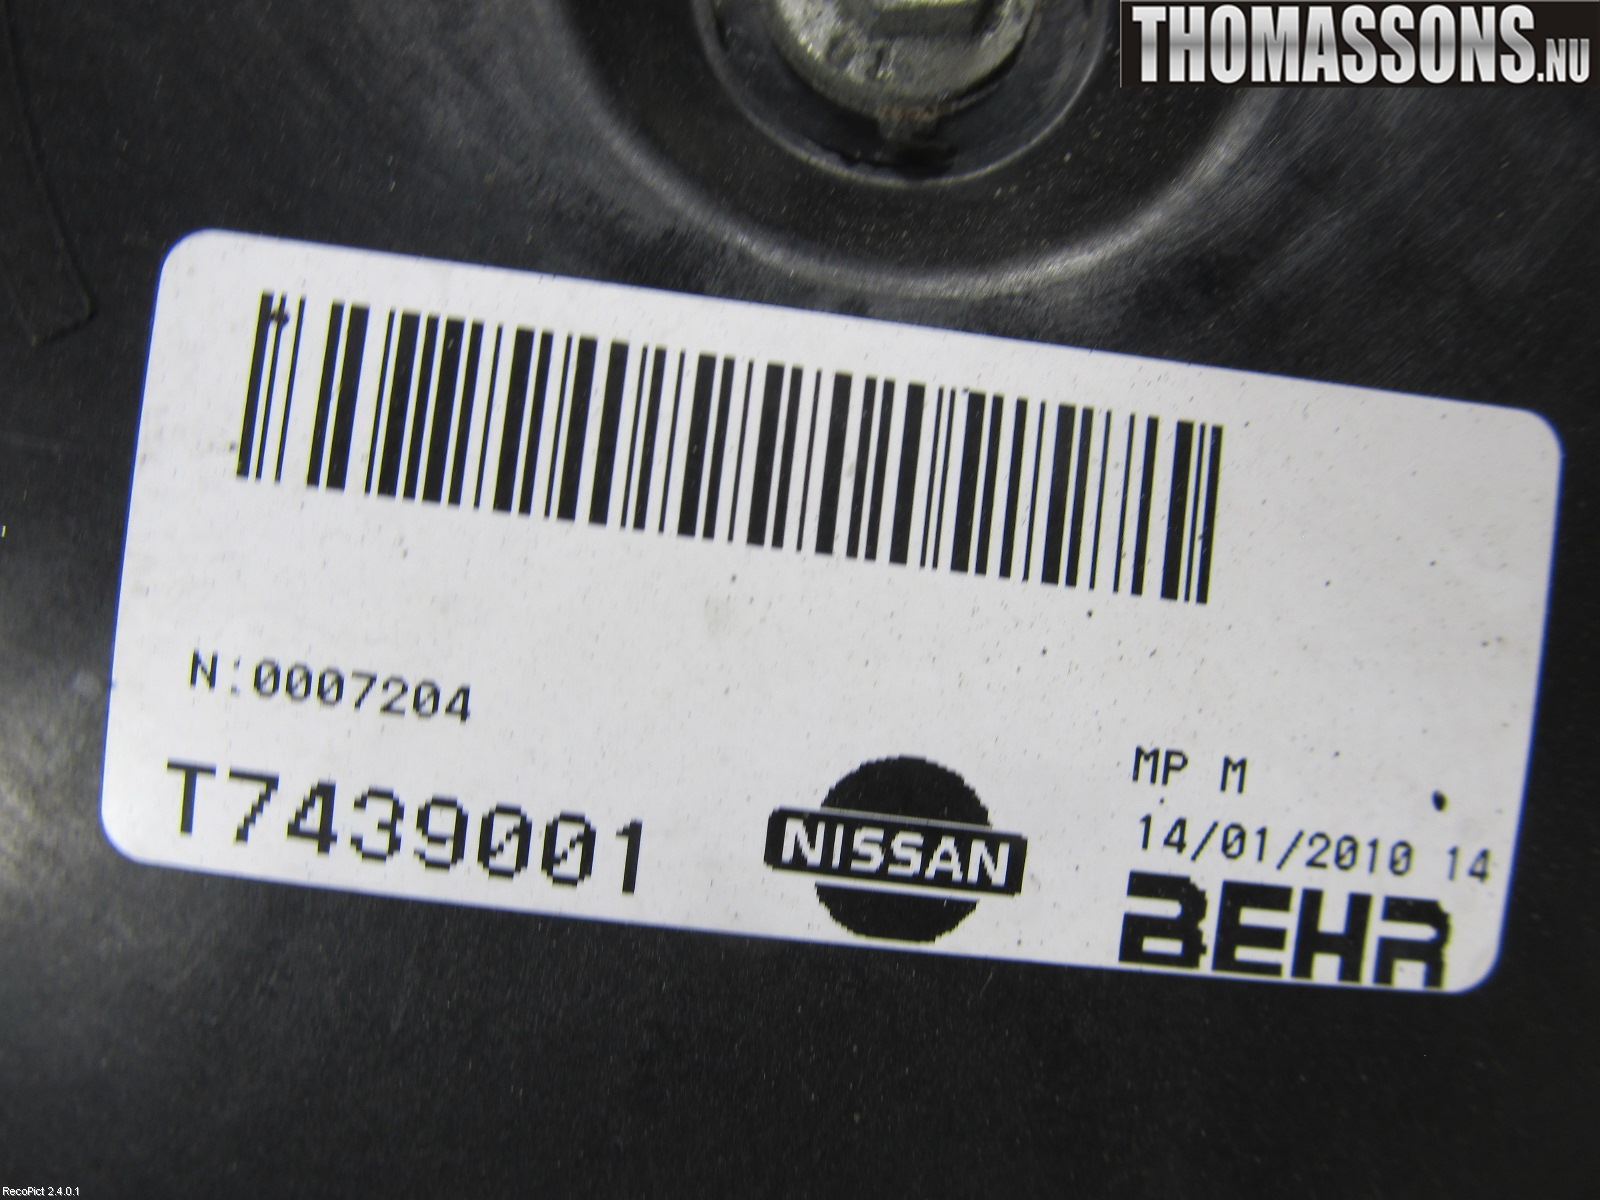 THOMASSONS.NU
N:0007204
T7439001
NISSAN
MP M
14/01/2010 14
BEHR
RecoPict 2.4.0.1